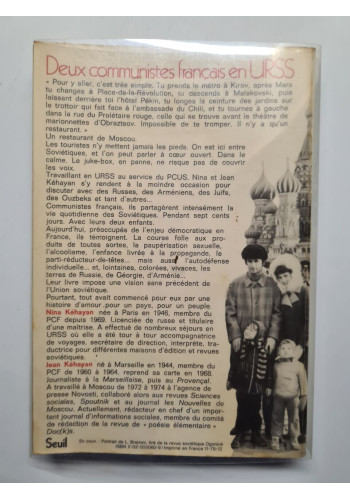 Deux communistes français en URSS
« Pour y aller, c'est très simple. Tu prends le métro à Kirov, après Marx
tu changes à Place-de-la-Révolution, tu descends à Maïakovski, puis
laissant derrière toi l'hôtel Pékin, tu longes la ceinture des jardins sur
le trottoir qui fait face à l'ambassade du Chili, et tu tournes à gauche
dans la rue du Prolétaire rouge, celle qui se trouve avant le théâtre de
marionnettes d'Obraztsov. Impossible de te tromper. Il n'y a qu'un
restaurant. »
Un restaurant de Moscou.
Les touristes n'y mettent jamais les pieds. On est ici entre
Soviétiques, et l'on peut parler à cœur ouvert. Dans le
calme. Le juke-box, en panne, ne risque pas de couvrir
les voix.
Travaillant en URSS au service du PCUS, Nina et Jean
Kéhayan s'y rendent à la moindre occasion pour
discuter avec des Russes, des Arméniens, des Juifs,
des Ouzbeks et tant d'autres...
Communistes français, ils partagèrent intensément la
vie quotidienne des Soviétiques. Pendant sept cents
jours. Avec leurs deux enfants.
Aujourd'hui, préoccupés de l'enjeu démocratique en
France, ils témoignent. La course folle aux pro-
duits de toutes sortes, la paupérisation sexuelle,
l'alcoolisme, l'enfance livrée à la propagande, le
parti-réducteur-de-têtes... mais aussi l'autodéfense
individuelle... et, lointaines, colorées, vivaces, les
terres de Russie, de Géorgie, d'Arménie...
Leur livre impose une vision sans précédent de
l'Union soviétique.
Pourtant, tout avait commencé pour eux par une
histoire d'amour pour un pays, pour un peuple.
Nina Kéhayan née à Paris en 1946, membre du
PCF depuis 1969. Licenciée de russe et titulaire
d'une maîtrise. A effectué de nombreux séjours en
URSS où elle a été tour à tour accompagnatrice
de voyages, secrétaire de direction, interprète, tra-
ductrice pour différentes maisons d'édition et revues
soviétiques.
Jean Kéhayan né à Marseille en 1944, membre du
PCF de 1960 à 1964, reprend sa carte en 1968.
Journaliste à la Marseillaise, puis au Provençal.
A travaillé à Moscou de 1972 à 1974 à l'agence de
presse Novosti, collaboré alors aux revues Sciences
sociales, Spoutnik et au journal les Nouvelles de
Moscou. Actuellement, rédacteur en chef d'un impor-
tant journal d'informations sociales, membre du comité
de rédaction de la revue de « poésie élémentaire »
Doc(k)s.
Seuil
En couv. : Portrait de L. Brejnev, tiré de la revue soviétique Ogoniok